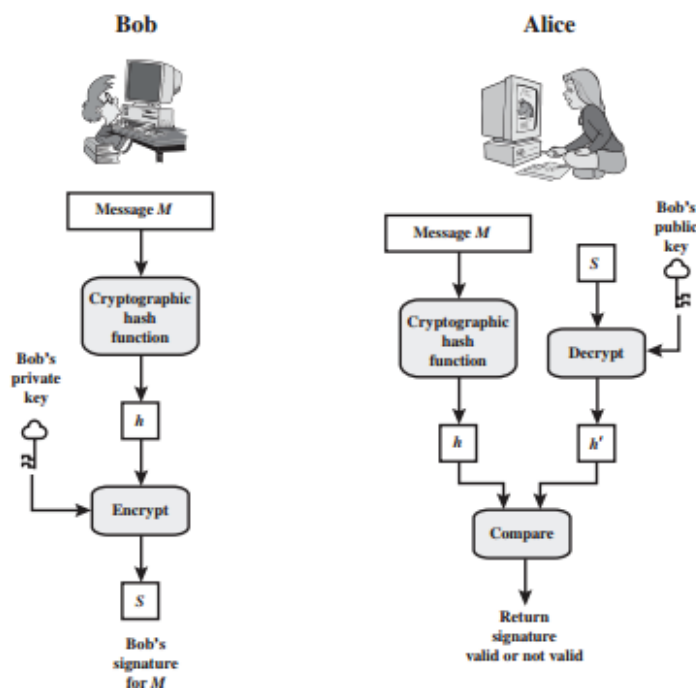 Bob
Message M
Cryptographic
hash
function
Bob's
private
key
h
Encrypt
S
Bob's
signature
for M
Alice
Message M
Bob's
public
key
S
Cryptographic
hash
function
Decrypt
h
h'
Compare
Return
signature
valid or not valid